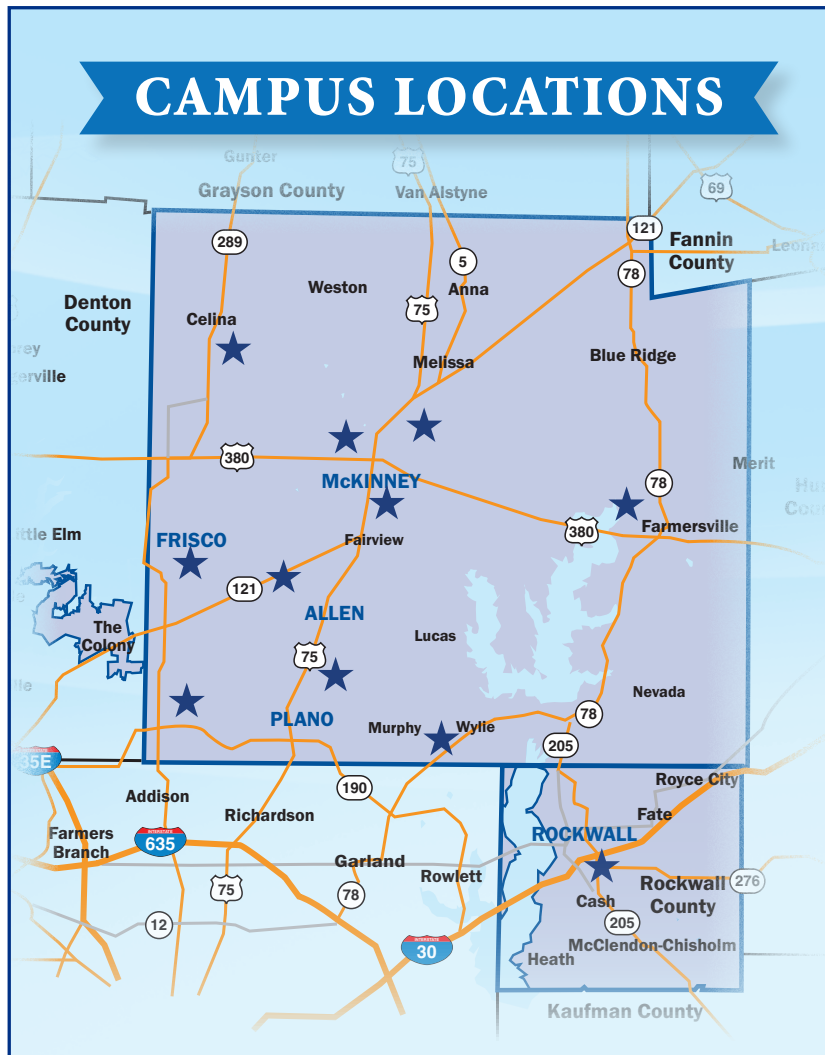 CAMPUS LOCATIONS
Gunter
75
Grayson County
Van Alstyne
69
121
289
Fannin
County
5
78
Weston
Anna
Denton
County
75
Celina
Melissa
Blue Ridge
380
Merit
McKINNEY
78
Farmersville
380
FRISCO
Fairview
121
ALLEN
The
Colony
Lucas
75
Nevada
PLANO
Murphy
Wylie
78
205
35E
Royce City
Addison
190
Fate
Richardson
Farmers
Branch
INTERSTATE
635
ROCKWALL
Garland
Rowlett
75
78
Rockwall
County
276
Cash
12
205
INTERSTATE
30
McClendon-Chisholm
Heath
Kaufman County